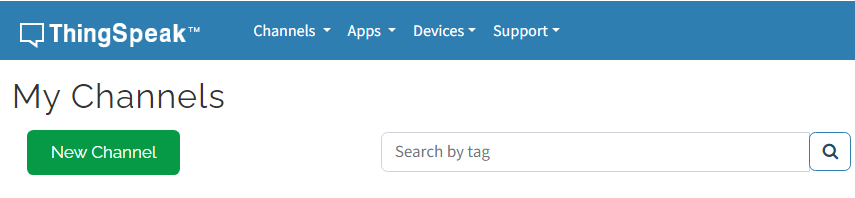 ThingSpeak™ Channels Apps Devices Support
My Channels
New Channel Search by tag